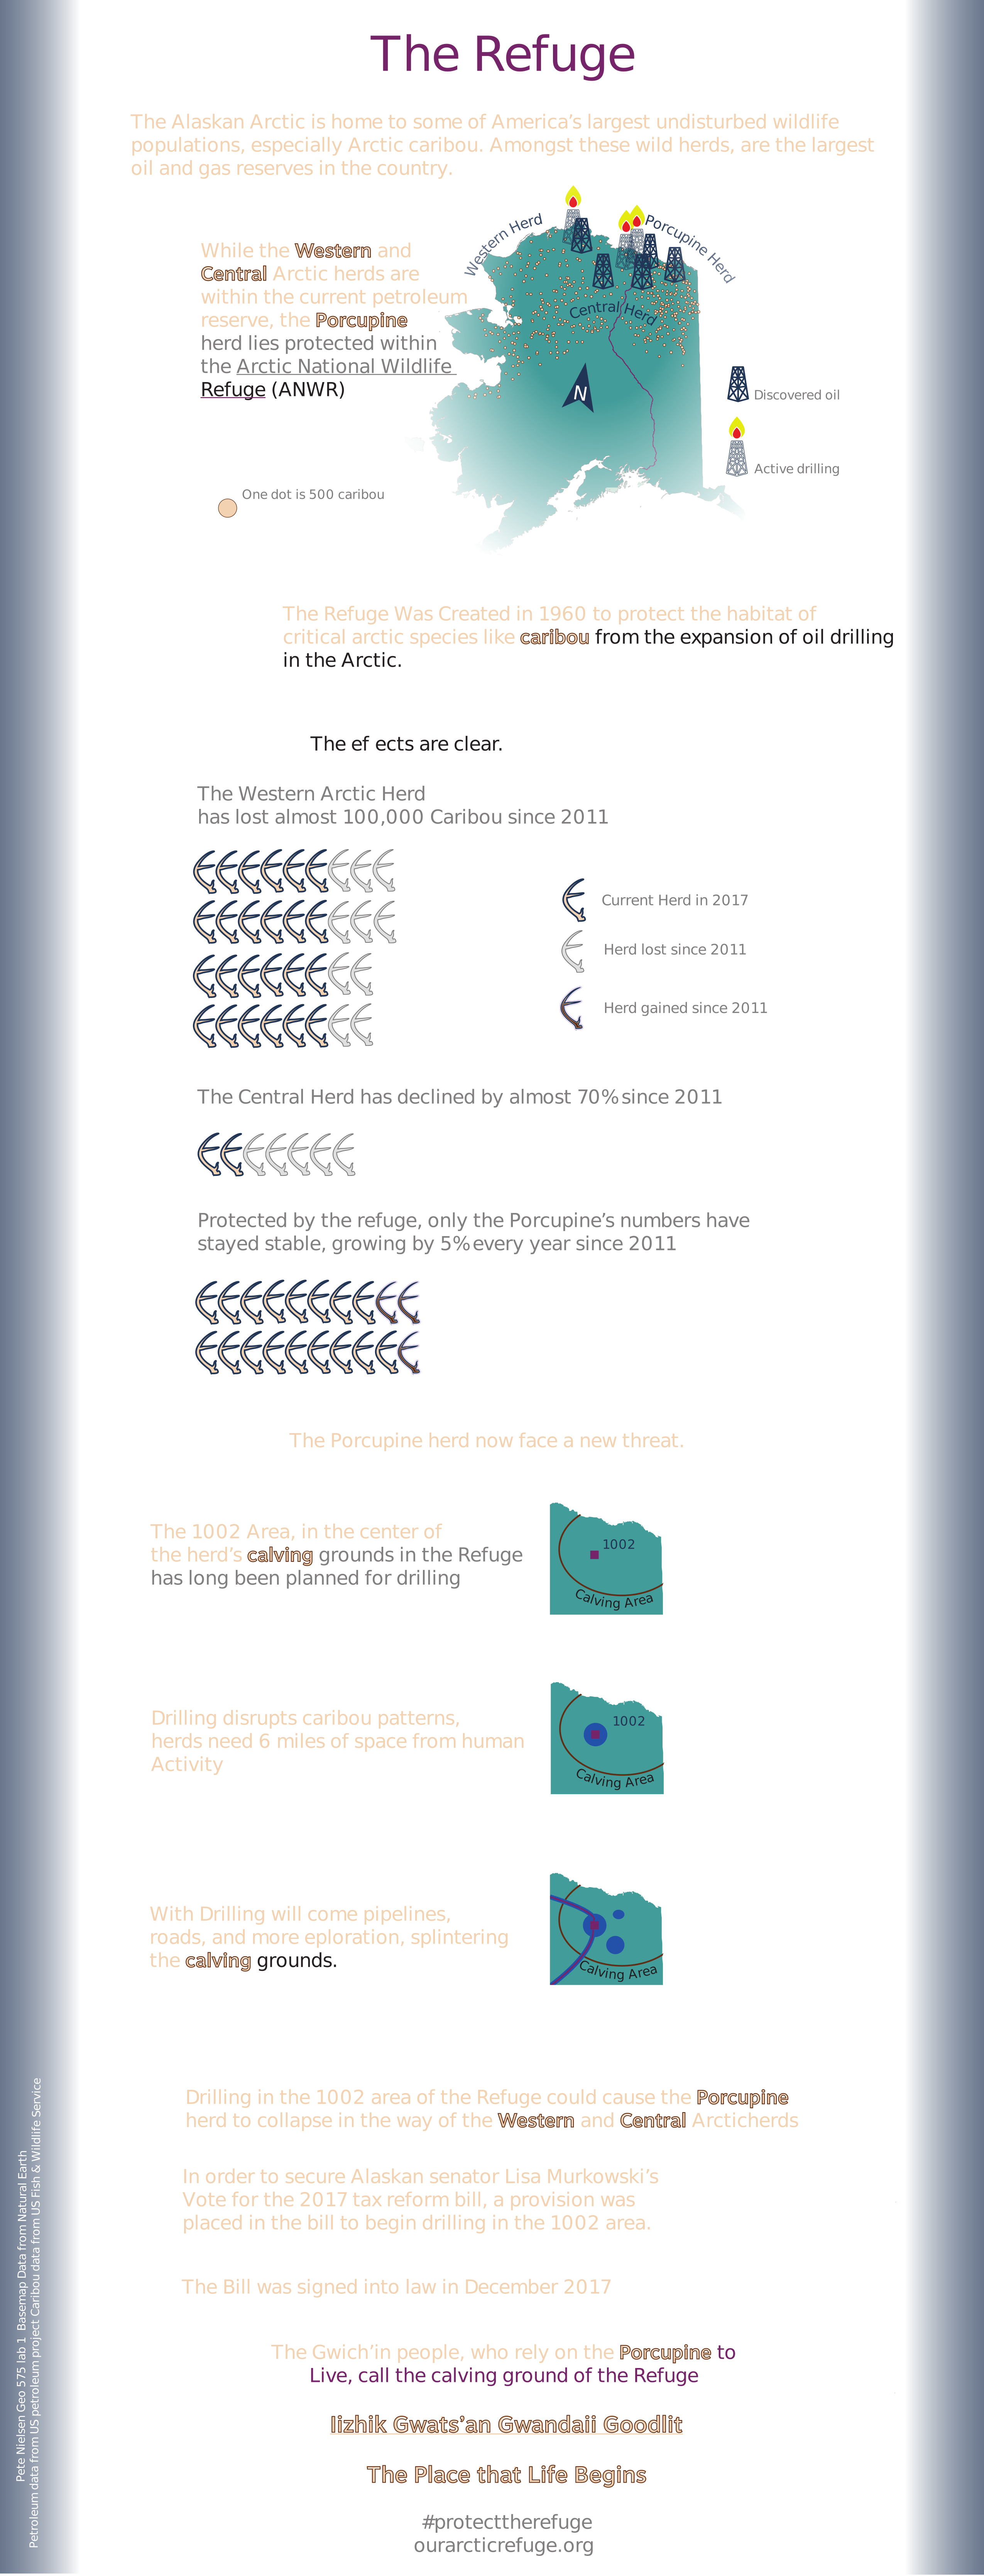 The Refuge
The Alaskan Arctic is home to some of America’s largest undisturbed wildlife
populations, especially Arctic caribou. Amongst these wild herds, are the largest
oil and gas reserves in the country.
While the Western and
Central Arctic herds are
within the current petroleum
reserve, the Porcupine
herd lies protected within
the Arctic National Wildlife
Refuge (ANWR)
Western Herd
Porcupine Herd
Central Herd
N
Discovered oil
Active drilling
One dot is 500 caribou
The Refuge Was Created in 1960 to protect the habitat of
critical arctic species like caribou from the expansion of oil drilling
in the Arctic.
The ef ects are clear.
The Western Arctic Herd
has lost almost 100,000 Caribou since 2011
Current Herd in 2017
Herd lost since 2011
Herd gained since 2011
The Central Herd has declined by almost 70% since 2011
Protected by the refuge, only the Porcupine’s numbers have
stayed stable, growing by 5% every year since 2011
The Porcupine herd now face a new threat.
The 1002 Area, in the center of
the herd’s calving grounds in the Refuge
has long been planned for drilling
1002
Calving Area
Drilling disrupts caribou patterns,
herds need 6 miles of space from human
Activity
1002
Calving Area
With Drilling will come pipelines,
roads, and more eploration, splintering
the calving grounds.
Calving Area
Drilling in the 1002 area of the Refuge could cause the Porcupine
herd to collapse in the way of the Western and Central Arcticherds
In order to secure Alaskan senator Lisa Murkowski’s
Vote for the 2017 tax reform bill, a provision was
placed in the bill to begin drilling in the 1002 area.
The Bill was signed into law in December 2017
The Gwich’in people, who rely on the Porcupine to
Live, call the calving ground of the Refuge
Iizhik Gwats’an Gwandaii Goodlit
The Place that Life Begins
#protecttherefuge
ourarcticrefuge.org
Pete Nielsen Geo 575 lab 1 Basemap Data from Natural Earth
Petroleum data from US petroleum project Caribou data from US Fish & Wildlife Service